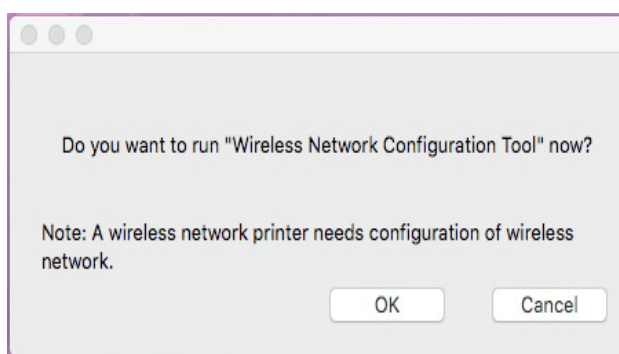 Do you want to run "Wireless Network Configuration Tool" now?
Note: A wireless network printer needs configuration of wireless
network.
OK Cancel